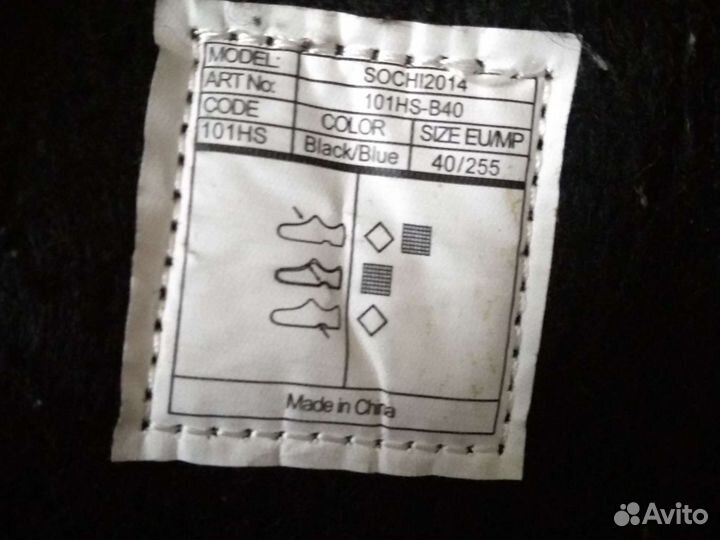 MODEL: SOCHI2014
ART No: 101HS-B40
CODE COLOR SIZE EU/MP
101HS Black/Blue 40/255
Made in China
Avito